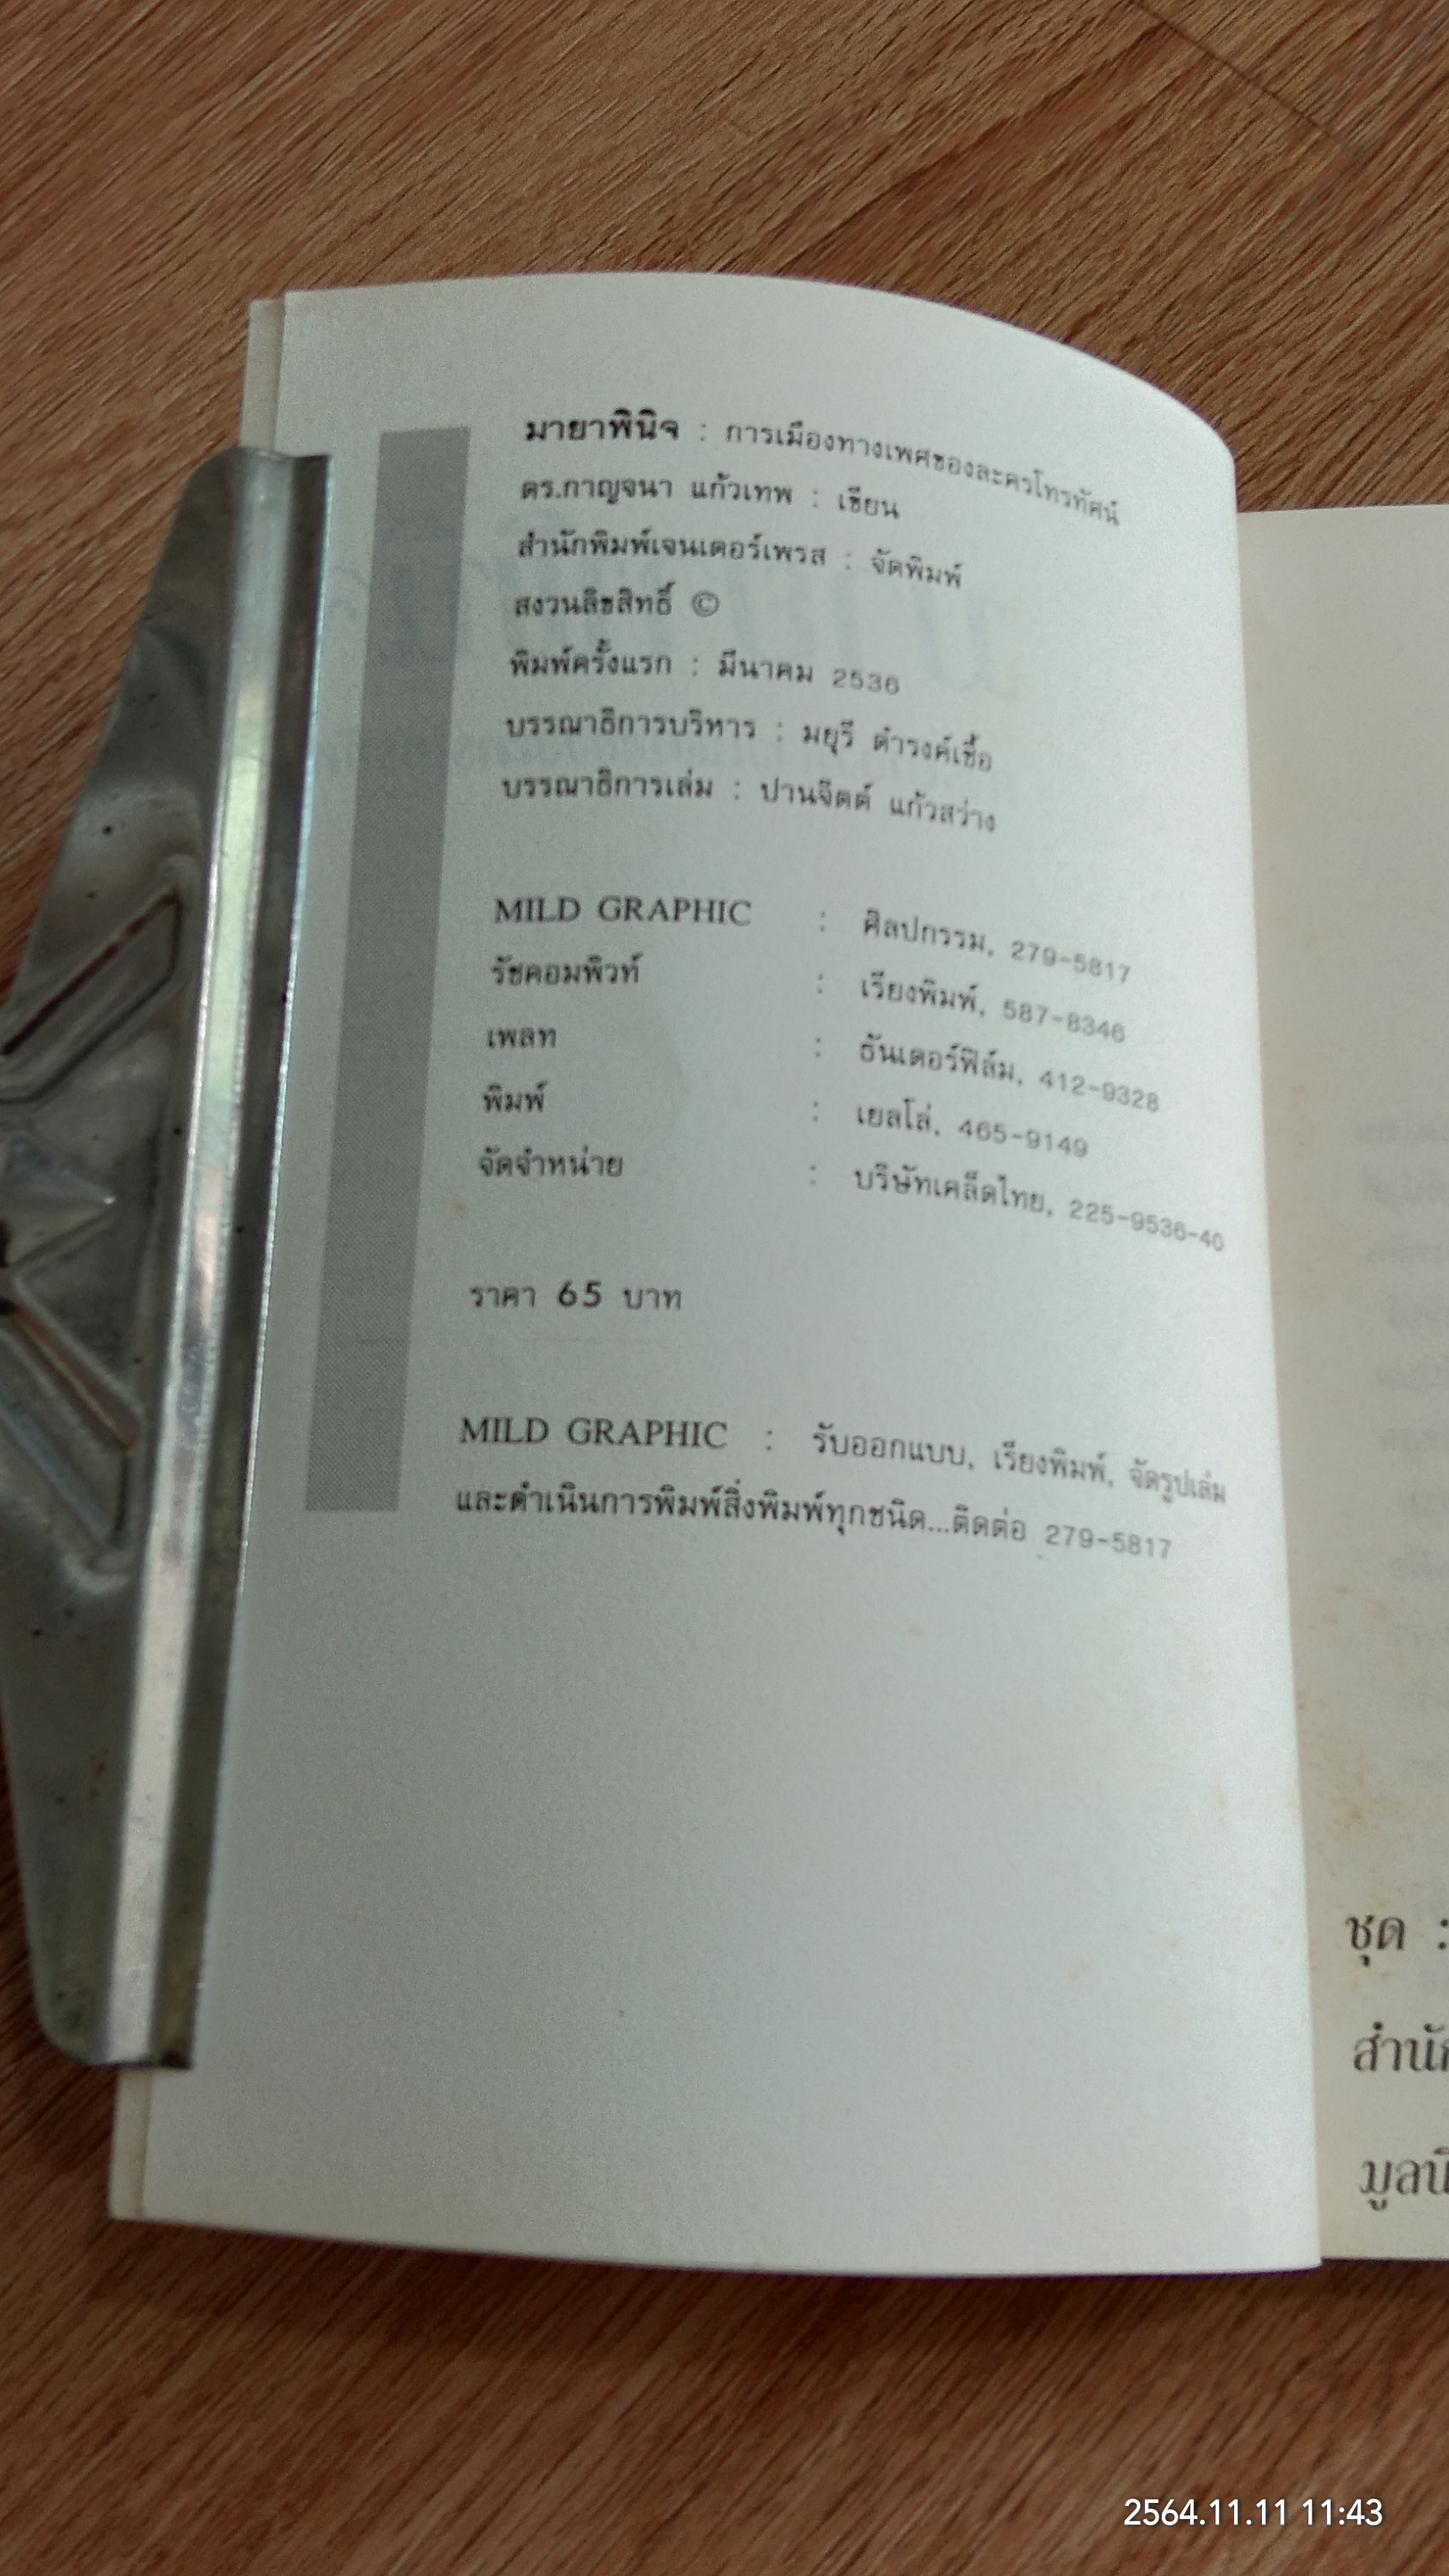 มายาพินิจ : การเมืองทางเพศของละครโทรทัศน์
ดร.กาญจนา แก้วเทพ : เขียน
สำนักพิมพ์เจนเดอร์เพรส : จัดพิมพ์
สงวนลิขสิทธิ์ ©
พิมพ์ครั้งแรก : มีนาคม 2536
บรรณาธิการบริหาร : มยุรี ดำรงค์เชื้อ
บรรณาธิการเล่ม : ปานจิตต์ แก้วสว่าง
MILD GRAPHIC : ศิลปกรรม, 279-5817
รัชคอมพิวท์ : เรียงพิมพ์, 587-8346
เพลท : ธันเดอร์ฟิล์ม, 412-9328
พิมพ์ : เยลโล่, 465-9149
จัดจำหน่าย : บริษัทเคล็ดไทย, 225-9536-40
ราคา 65 บาท
MILD GRAPHIC : รับออกแบบ, เรียงพิมพ์, จัดรูปเล่ม
และดำเนินการพิมพ์สิ่งพิมพ์ทุกชนิด...ติดต่อ 279-5817
ชุด :
สำนัก
มูลนิ
2564.11.11 11:43